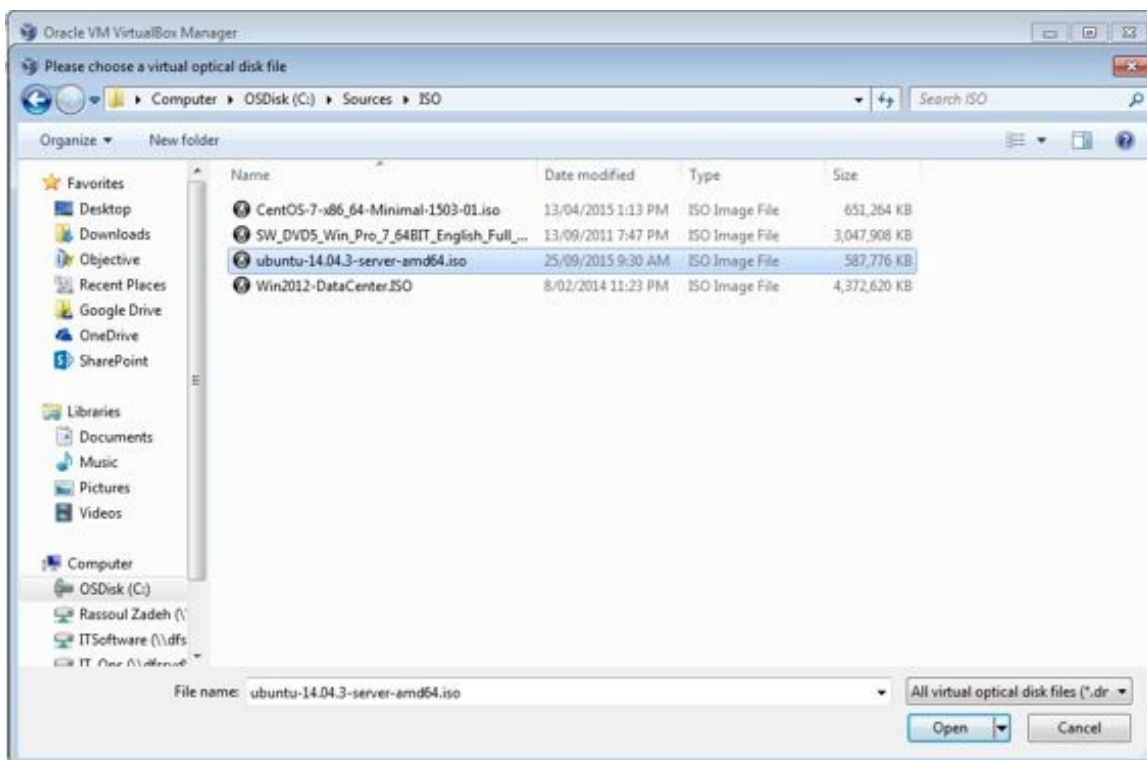 Oracle VM VirtualBox Manager
Please choose a virtual optical disk file
Computer OSDisk (C:) Sources ISO Search ISO
Organize New folder
Name Date modified Type Size
CentOS-7-x86_64-Minimal-1503-01.iso 13/04/2015 1:13 PM ISO Image File 651,264 KB
SW_DVD5_Win_Pro_7_64BIT_English_Full_... 13/09/2011 7:47 PM ISO Image File 3,047,908 KB
ubuntu-14.04.3-server-amd64.iso 25/09/2015 9:30 AM ISO Image File 587,776 KB
Win2012-DataCenter.ISO 8/02/2014 11:23 PM ISO Image File 4,372,620 KB
Favorites
Desktop
Downloads
Objective
Recent Places
Google Drive
OneDrive
SharePoint
Libraries
Documents
Music
Pictures
Videos
Computer
OSDisk (C:)
Rassoul Zadeh (\\
ITSoftware (\\dfs
File name: ubuntu-14.04.3-server-amd64.iso All virtual optical disk files (*.dr
Open Cancel